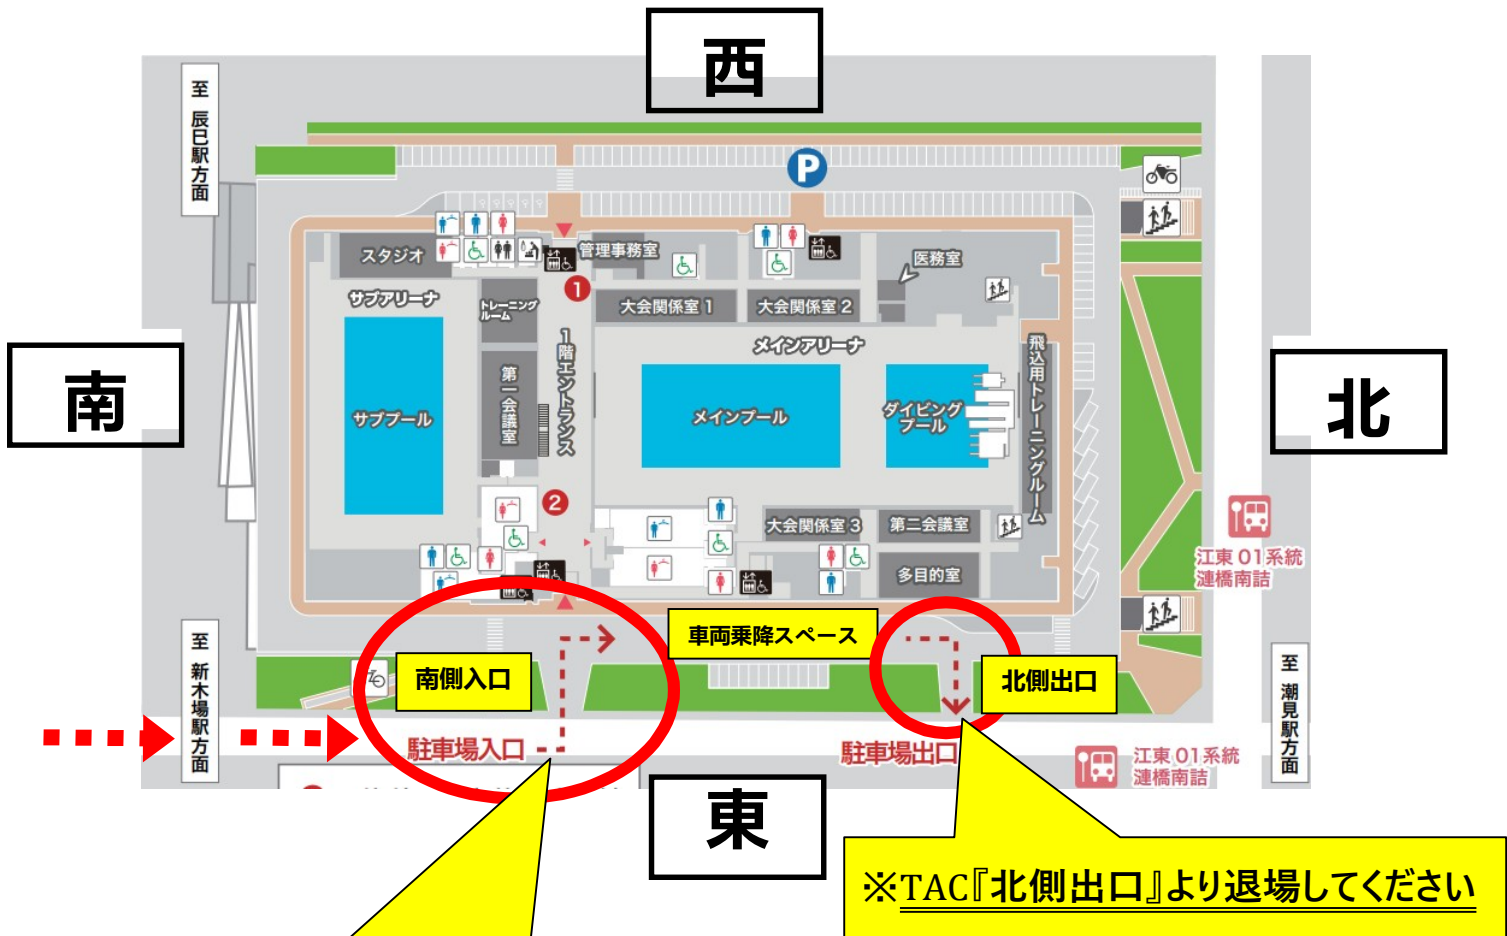 西
至 辰巳駅方面
P
スタジオ
管理事務室
医務室
サブアリーナ
トレーニング
ルーム
1
大会関係室 1
大会関係室 2
1階エントランス
メインアリーナ
飛込用トレーニングルーム
南
第一会議室
サブプール
メインプール
ダイビング
プール
北
2
大会関係室 3
第二会議室
多目的室
江東 01系統
漣橋南詰
至 新木場駅方面
車両乗降スペース
南側入口
北側出口
至 潮見駅方面
駐車場入口
駐車場出口
江東 01系統
漣橋南詰
東
※TAC『北側出口』より退場してください